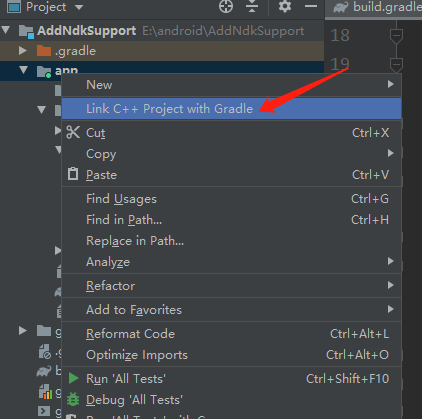 Project
build.gradle
AddNdkSupport E:\android\AddNdkSupport
18
.gradle
19
app
New
Link C++ Project with Gradle
Cut Ctrl+X
Copy
Paste Ctrl+V
Find Usages Ctrl+G
Find in Path... Ctrl+H
Replace in Path...
Analyze
Refactor
Add to Favorites
g
Reformat Code Ctrl+Alt+L
.g
Optimize Imports Ctrl+Alt+O
b
Run 'All Tests' Ctrl+Shift+F10
g
Debug 'All Tests'
g